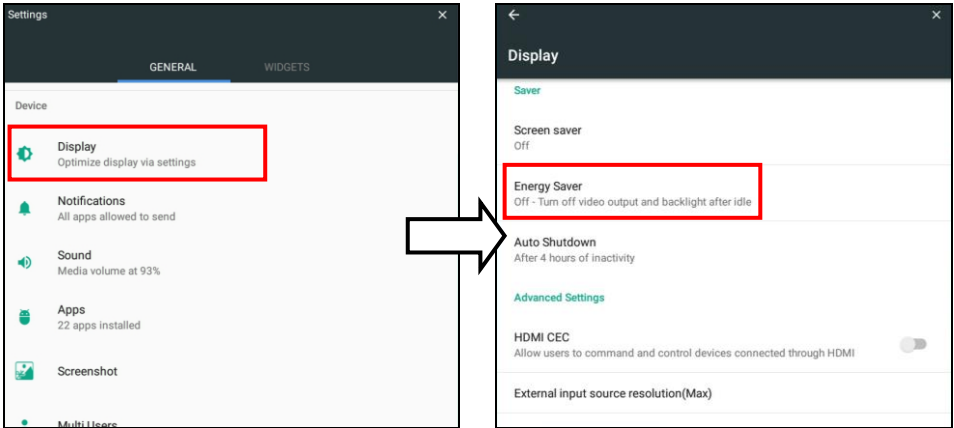 Settings
GENERAL
WIDGETS
Device
Display
Optimize display via settings
Notifications
All apps allowed to send
Sound
Media volume at 93%
Apps
22 apps installed
Screenshot
Multi Users
Display
Saver
Screen saver
Off
Energy Saver
Off - Turn off video output and backlight after idle
Auto Shutdown
After 4 hours of inactivity
Advanced Settings
HDMI CEC
Allow users to command and control devices connected through HDMI
External input source resolution(Max)